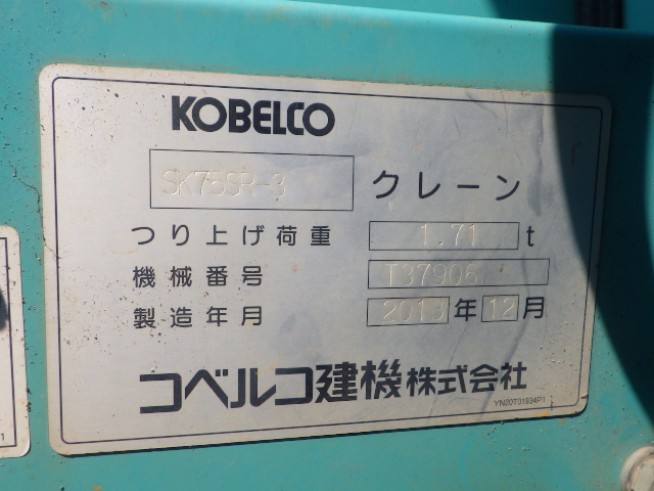 KOBELCO
SK75SR-3 クレーン
つり上げ荷重 1.71 t
機械番号 T37906
製造年月 2013 年 12 月
コベルコ建機株式会社
YN20T01934P1
1